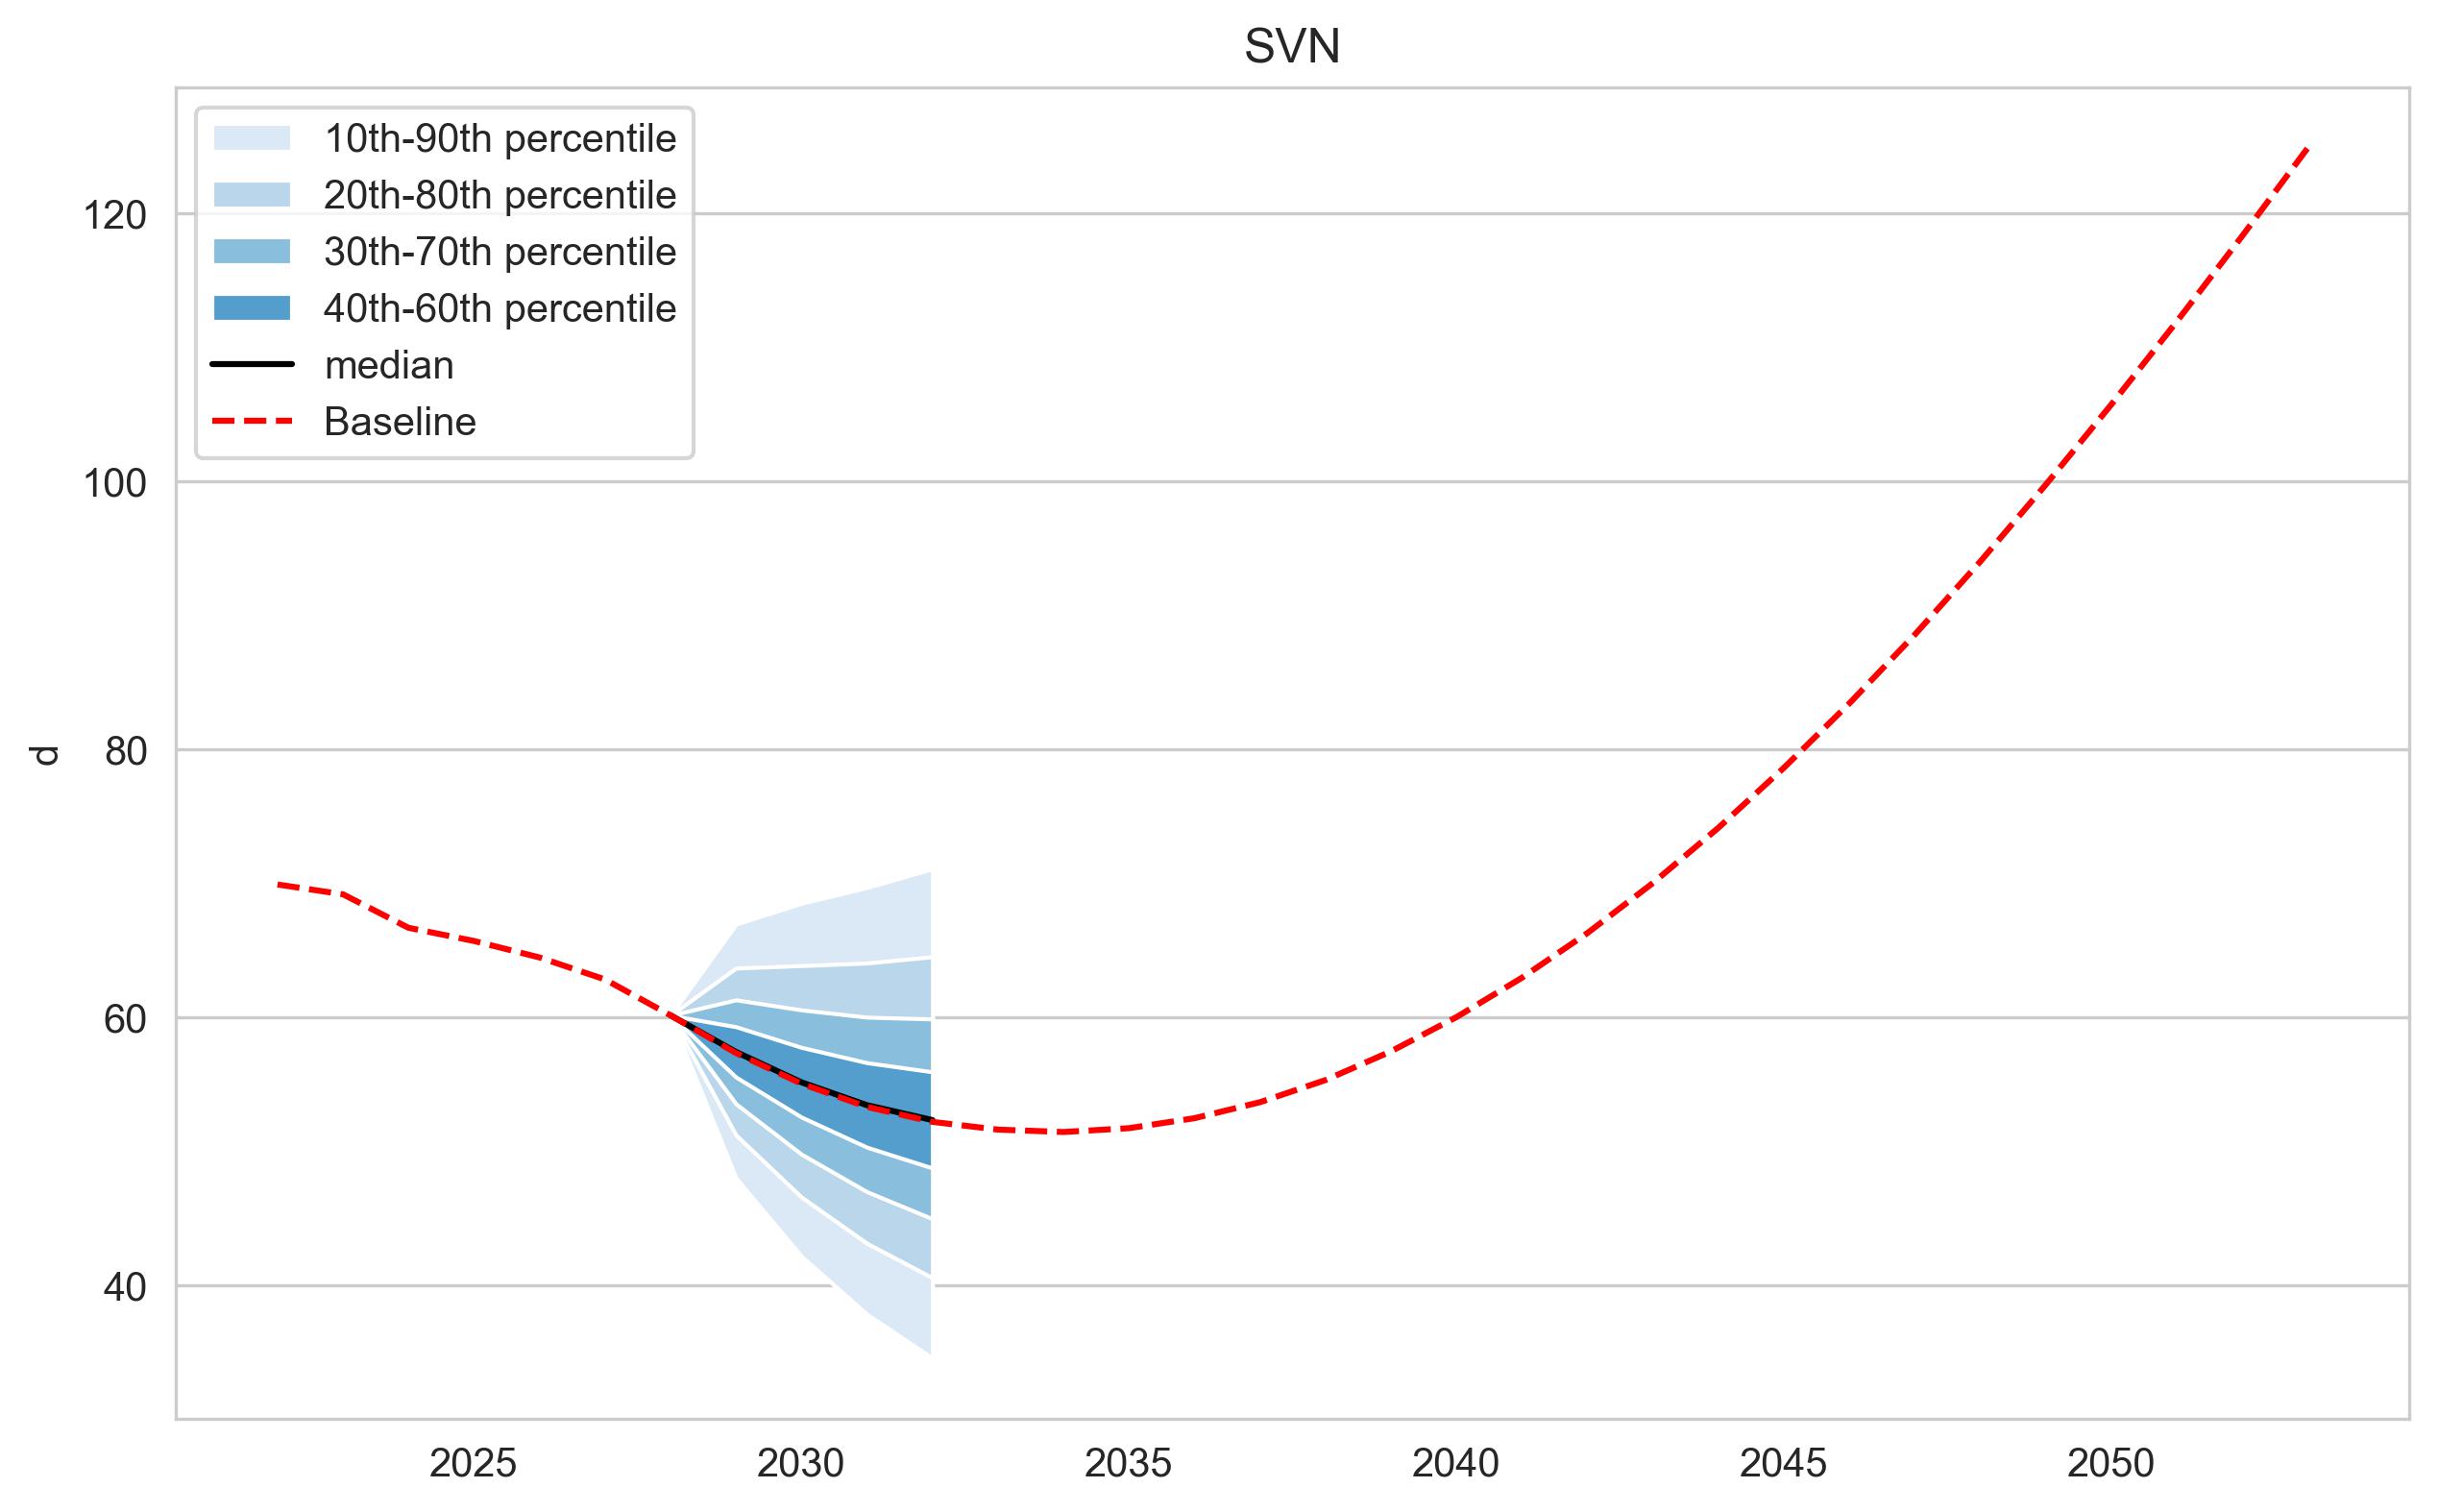 SVN
10th-90th percentile
20th-80th percentile
30th-70th percentile
40th-60th percentile
median
Baseline
120
100
80
60
40
d
2025 2030 2035 2040 2045 2050